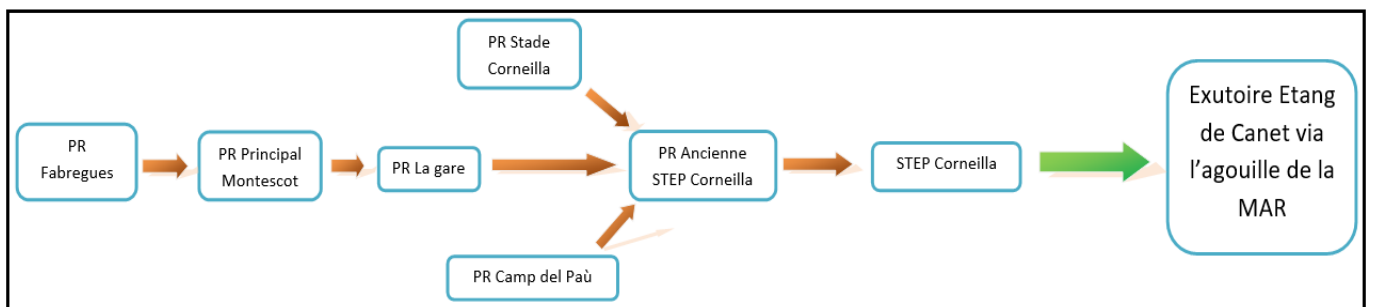 PR Stade
Corneilla
PR
Fabregues
PR Principal
Montescot
PR La gare
PR Ancienne
STEP Corneilla
PR Camp del Paù
STEP Corneilla
Exutoire Etang
de Canet via
l’agouille de la
MAR